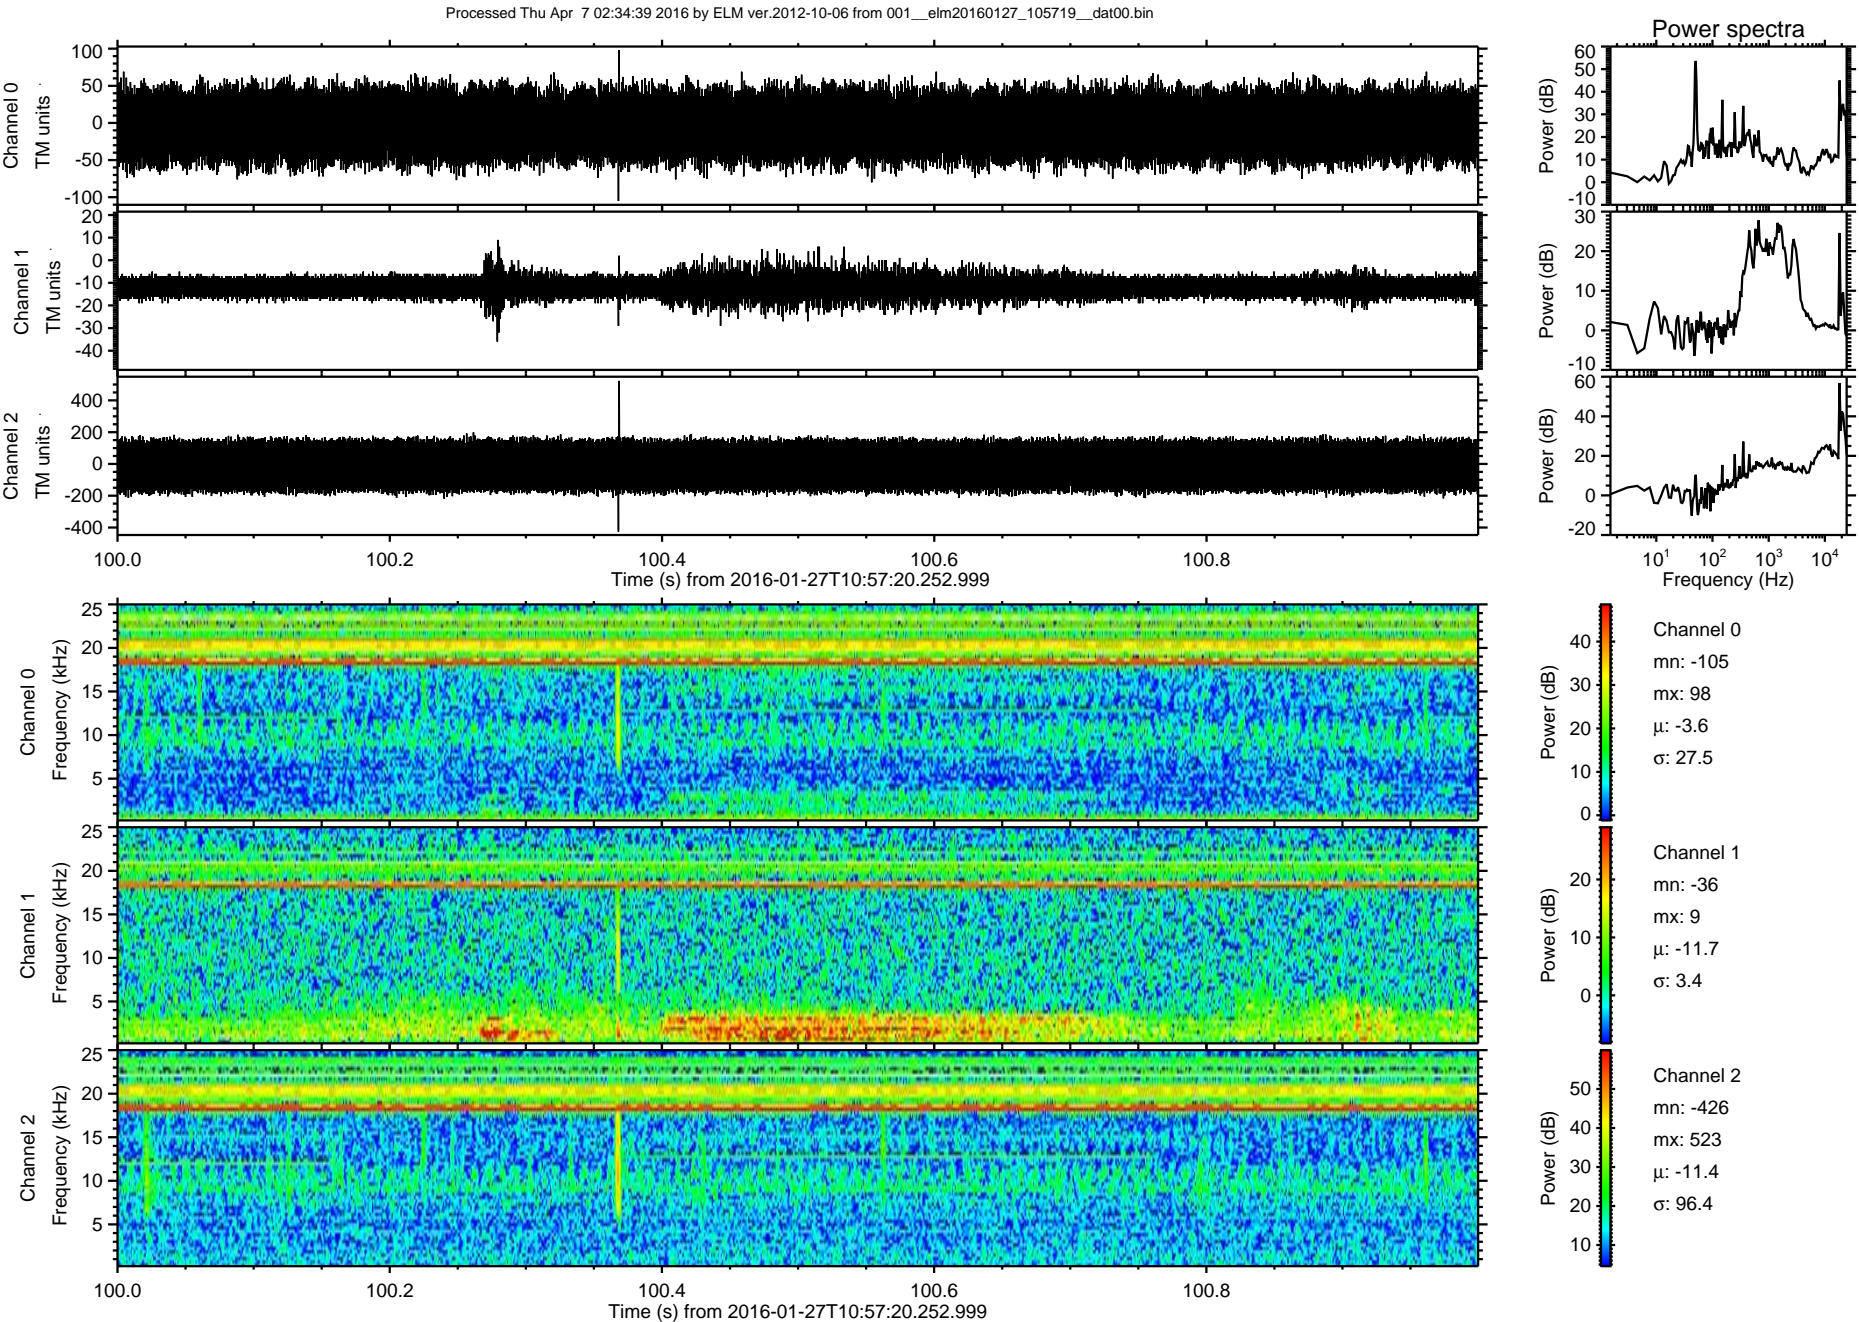 Processed Thu Apr  7 02:34:39 2016 by ELM ver.2012-10-06 from 001__elm20160127_105719__dat00.bin
Power spectra
Channel 0
TM units
100
50
0
-50
-100
Power (dB)
60
50
40
30
20
10
0
-10
Channel 1
TM units
20
10
0
-10
-20
-30
-40
Power (dB)
30
20
10
0
-10
Channel 2
TM units
400
200
0
-200
-400
Power (dB)
60
40
20
0
-20
100.0 100.2 100.4 100.6 100.8
Time (s) from 2016-01-27T10:57:20.252.999
10^1 10^2 10^3 10^4
Frequency (Hz)
Channel 0
Frequency (kHz)
25
20
15
10
5
Power (dB)
40
30
20
10
0
Channel 0
mn: -105
mx: 98
μ: -3.6
σ: 27.5
Channel 1
Frequency (kHz)
25
20
15
10
5
Power (dB)
20
10
0
Channel 1
mn: -36
mx: 9
μ: -11.7
σ: 3.4
Channel 2
Frequency (kHz)
25
20
15
10
5
Power (dB)
50
40
30
20
10
Channel 2
mn: -426
mx: 523
μ: -11.4
σ: 96.4
100.0 100.2 100.4 100.6 100.8
Time (s) from 2016-01-27T10:57:20.252.999